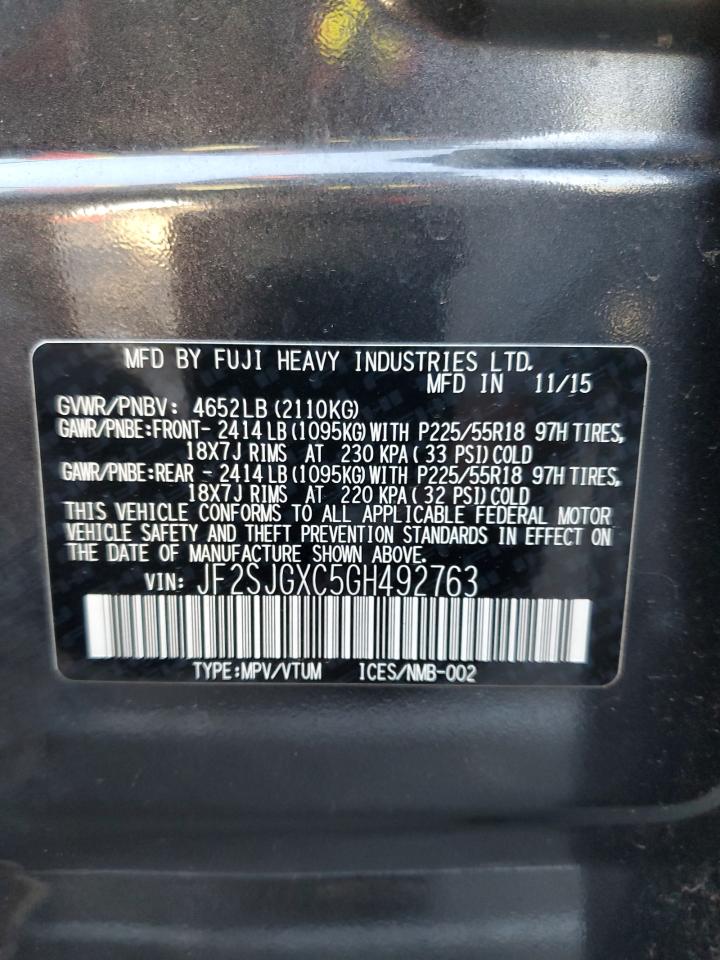 MFD BY FUJI HEAVY INDUSTRIES LTD.
MFD IN 11/15
GVWR/PNBV: 4652LB (2110KG)
GAWR/PNBE:FRONT- 2414LB (1095KG) WITH P225/55R18 97H TIRES,
18X7J RIMS AT 230 KPA (33 PSI) COLD
GAWR/PNBE:REAR - 2414LB (1095KG) WITH P225/55R18 97H TIRES,
18X7J RIMS AT 220 KPA (32 PSI) COLD
THIS VEHICLE CONFORMS TO ALL APPLICABLE FEDERAL MOTOR
VEHICLE SAFETY AND THEFT PREVENTION STANDARDS IN EFFECT ON
THE DATE OF MANUFACTURE SHOWN ABOVE.
VIN: JF2SJGXC5GH492763
TYPE:MPV/VTUM ICES/NMB-002